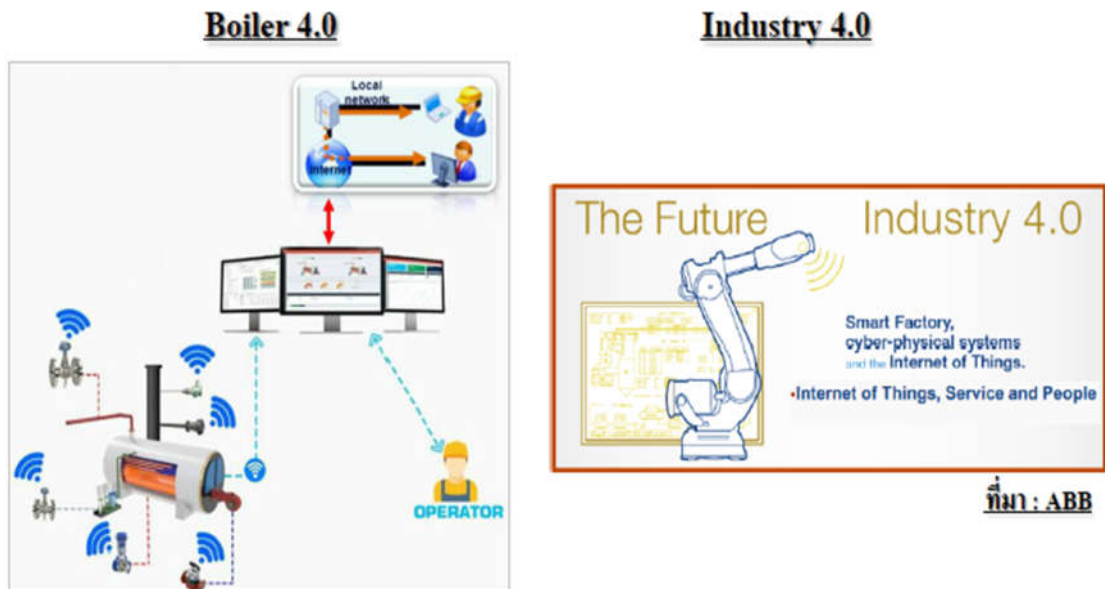 Boiler 4.0
Local
network
Internet
OPERATOR
Industry 4.0
The Future Industry 4.0
Smart Factory,
cyber-physical systems
and the Internet of Things.
•Internet of Things, Service and People
ที่มา : ABB